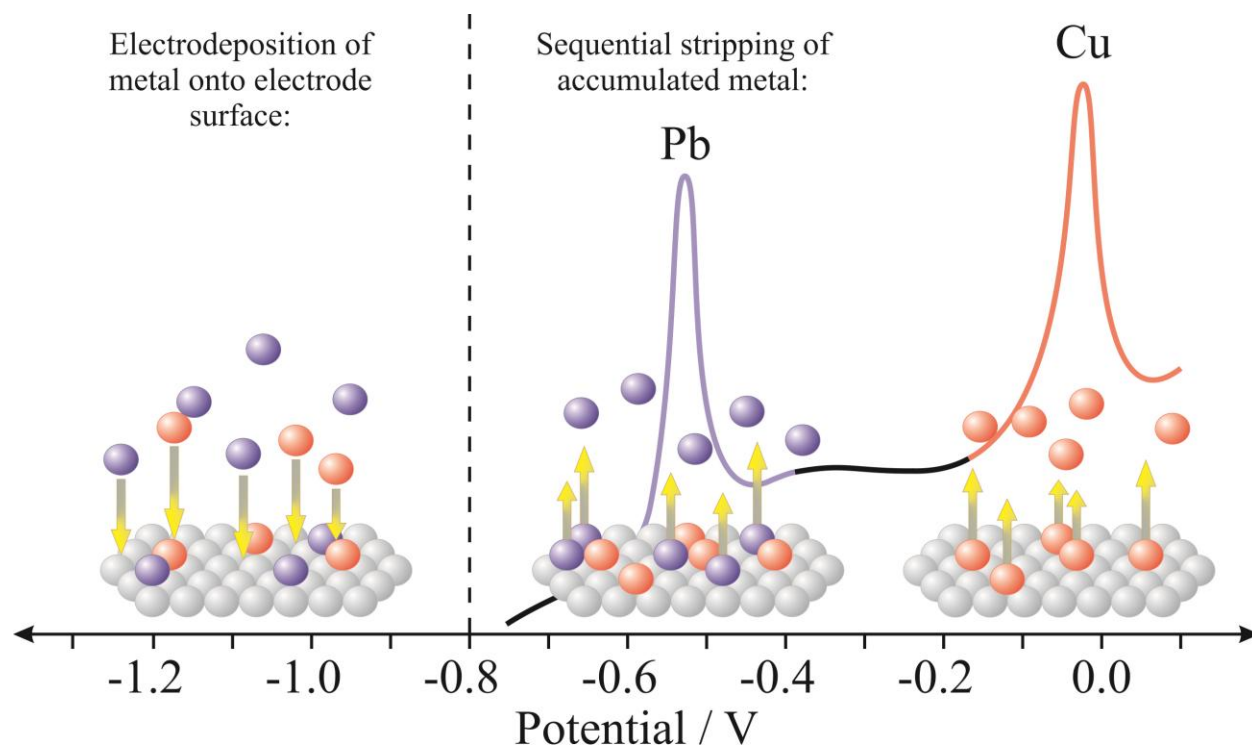 Electrodeposition of
metal onto electrode
surface:
Sequential stripping of
accumulated metal:
Pb
Cu
-1.2 -1.0 -0.8 -0.6 -0.4 -0.2 0.0
Potential / V